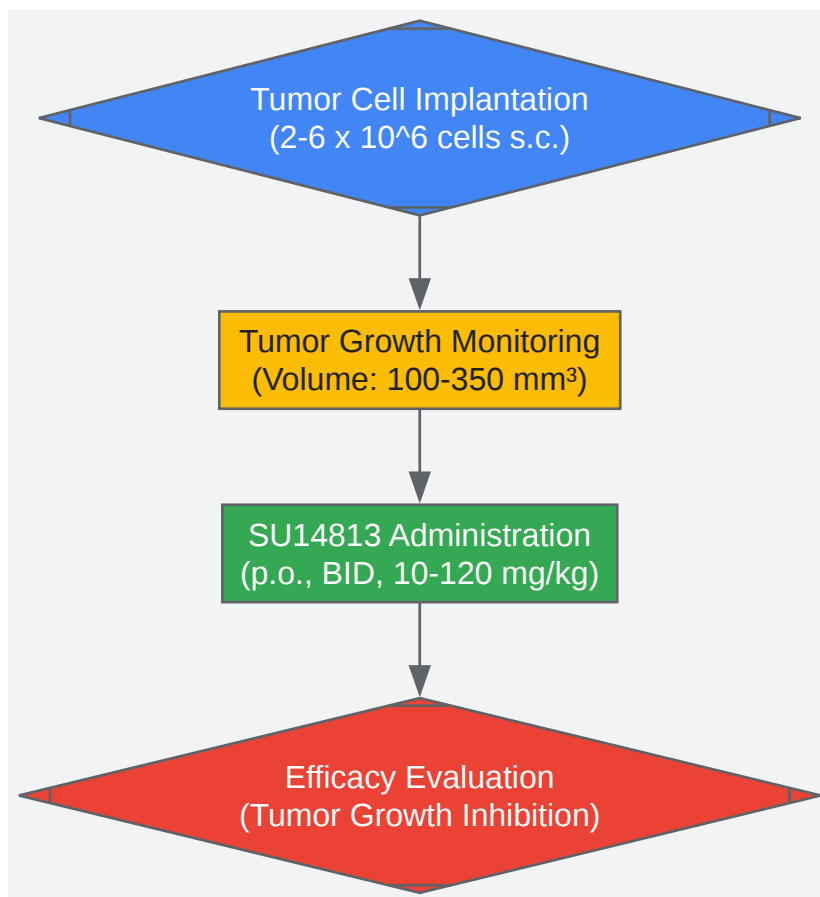 Tumor Cell Implantation
(2-6 x 10^6 cells s.c.)
Tumor Growth Monitoring
(Volume: 100-350 mm³)
SU14813 Administration
(p.o., BID, 10-120 mg/kg)
Efficacy Evaluation
(Tumor Growth Inhibition)